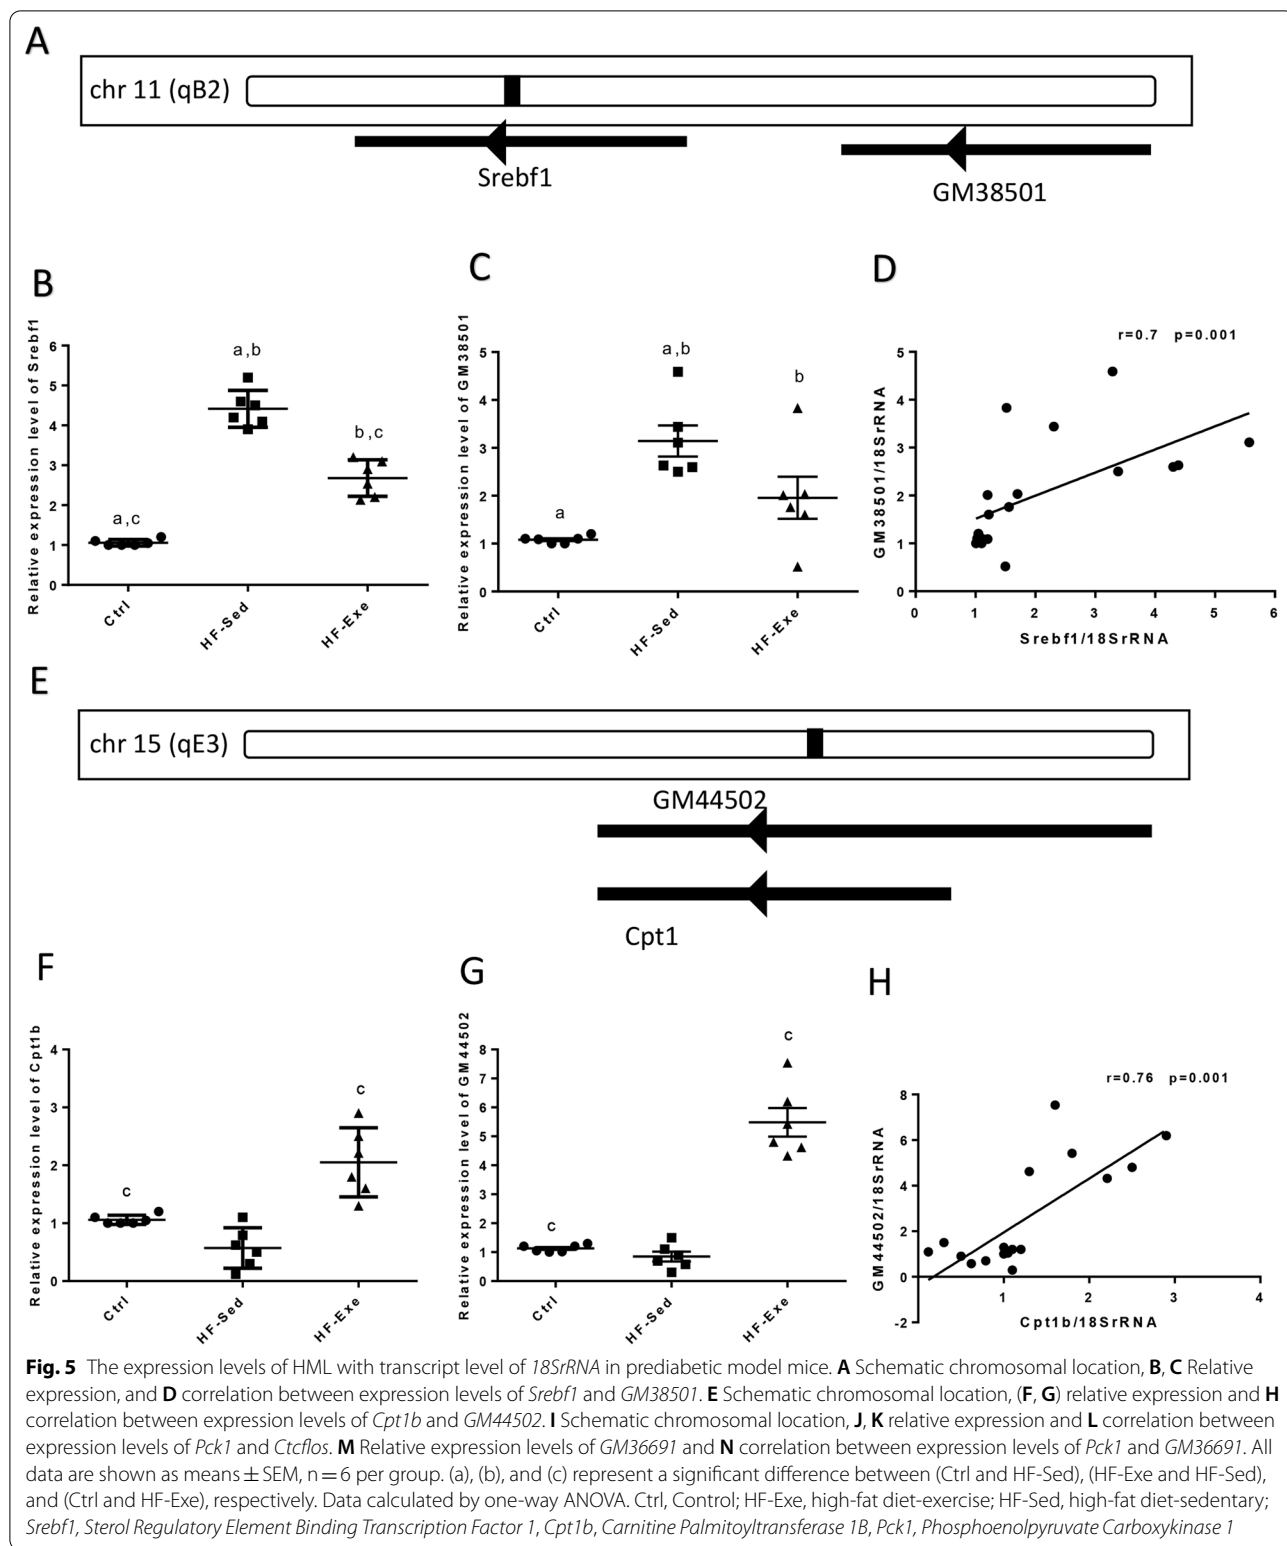 A
chr 11 (qB2)
Srebf1
GM38501
B
Relative expression level of Srebf1
6
5
4
3
2
1
0
a,c
a,b
b,c
Ctrl
HF-Sed
HF-Exe
C
Relative expression level of GM38501
5
4
3
2
1
0
a
a,b
b
Ctrl
HF-Sed
HF-Exe
D
r=0.7 p=0.001
GM38501/18SrRNA
5
4
3
2
1
0
0 1 2 3 4 5 6
Srebf1/18SrRNA
E
chr 15 (qE3)
GM44502
Cpt1
F
Relative expression level of Cpt1b
4
3
2
1
0
c
c
Ctrl
HF-Sed
HF-Exe
G
Relative expression level of GM44502
8
7
6
5
4
3
2
1
0
c
c
Ctrl
HF-Sed
HF-Exe
H
r=0.76 p=0.001
GM44502/18SrRNA
8
6
4
2
0
-2
1 2 3 4
Cpt1b/18SrRNA
Fig. 5 The expression levels of HML with transcript level of 18SrRNA in prediabetic model mice. A Schematic chromosomal location, B, C Relative
expression, and D correlation between expression levels of Srebf1 and GM38501. E Schematic chromosomal location, (F, G) relative expression and H
correlation between expression levels of Cpt1b and GM44502. I Schematic chromosomal location, J, K relative expression and L correlation between
expression levels of Pck1 and Ctcflos. M Relative expression levels of GM36691 and N correlation between expression levels of Pck1 and GM36691. All
data are shown as means ± SEM, n = 6 per group. (a), (b), and (c) represent a significant difference between (Ctrl and HF-Sed), (HF-Exe and HF-Sed),
and (Ctrl and HF-Exe), respectively. Data calculated by one-way ANOVA. Ctrl, Control; HF-Exe, high-fat diet-exercise; HF-Sed, high-fat diet-sedentary;
Srebf1, Sterol Regulatory Element Binding Transcription Factor 1, Cpt1b, Carnitine Palmitoyltransferase 1B, Pck1, Phosphoenolpyruvate Carboxykinase 1